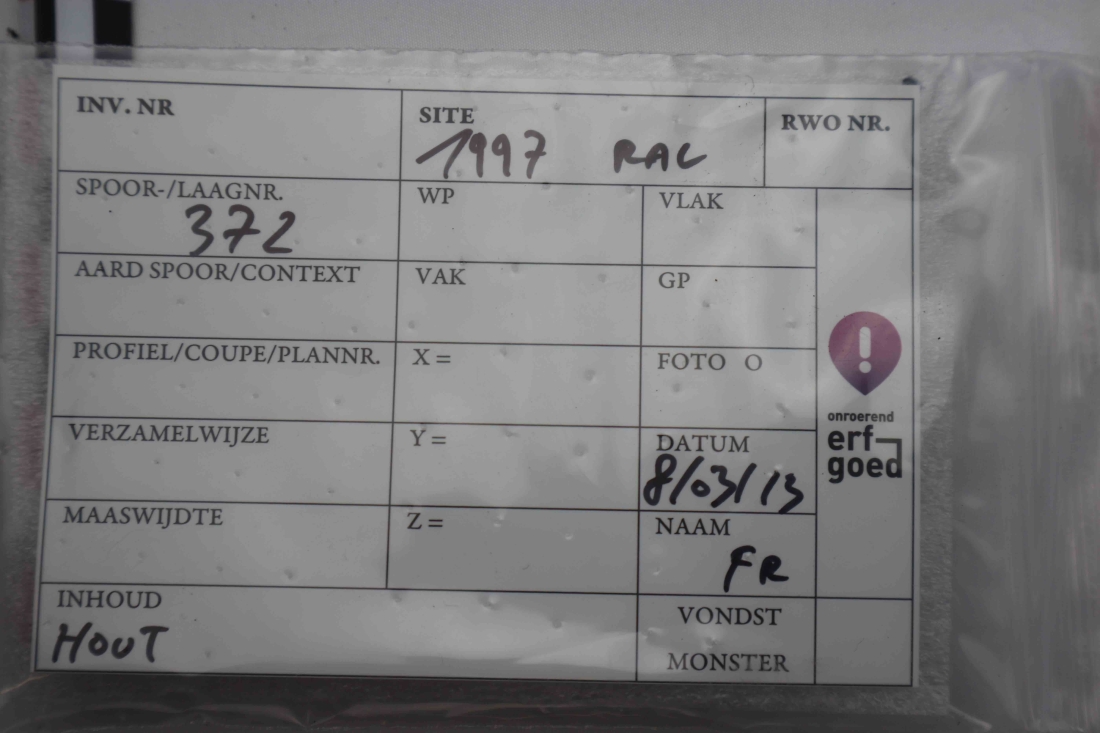 INV. NR
SITE
1997 RAC
RWO NR.
SPOOR-/LAAGNR.
372
WP
VLAK
AARD SPOOR/CONTEXT
VAK
GP
PROFIEL/COUPE/PLANNR.
X =
FOTO O
VERZAMELWIJZE
Y =
DATUM
8/03/13
MAASWIJDTE
Z =
NAAM
FR
INHOUD
HOUT
VONDST
MONSTER
onroerend
erf
goed